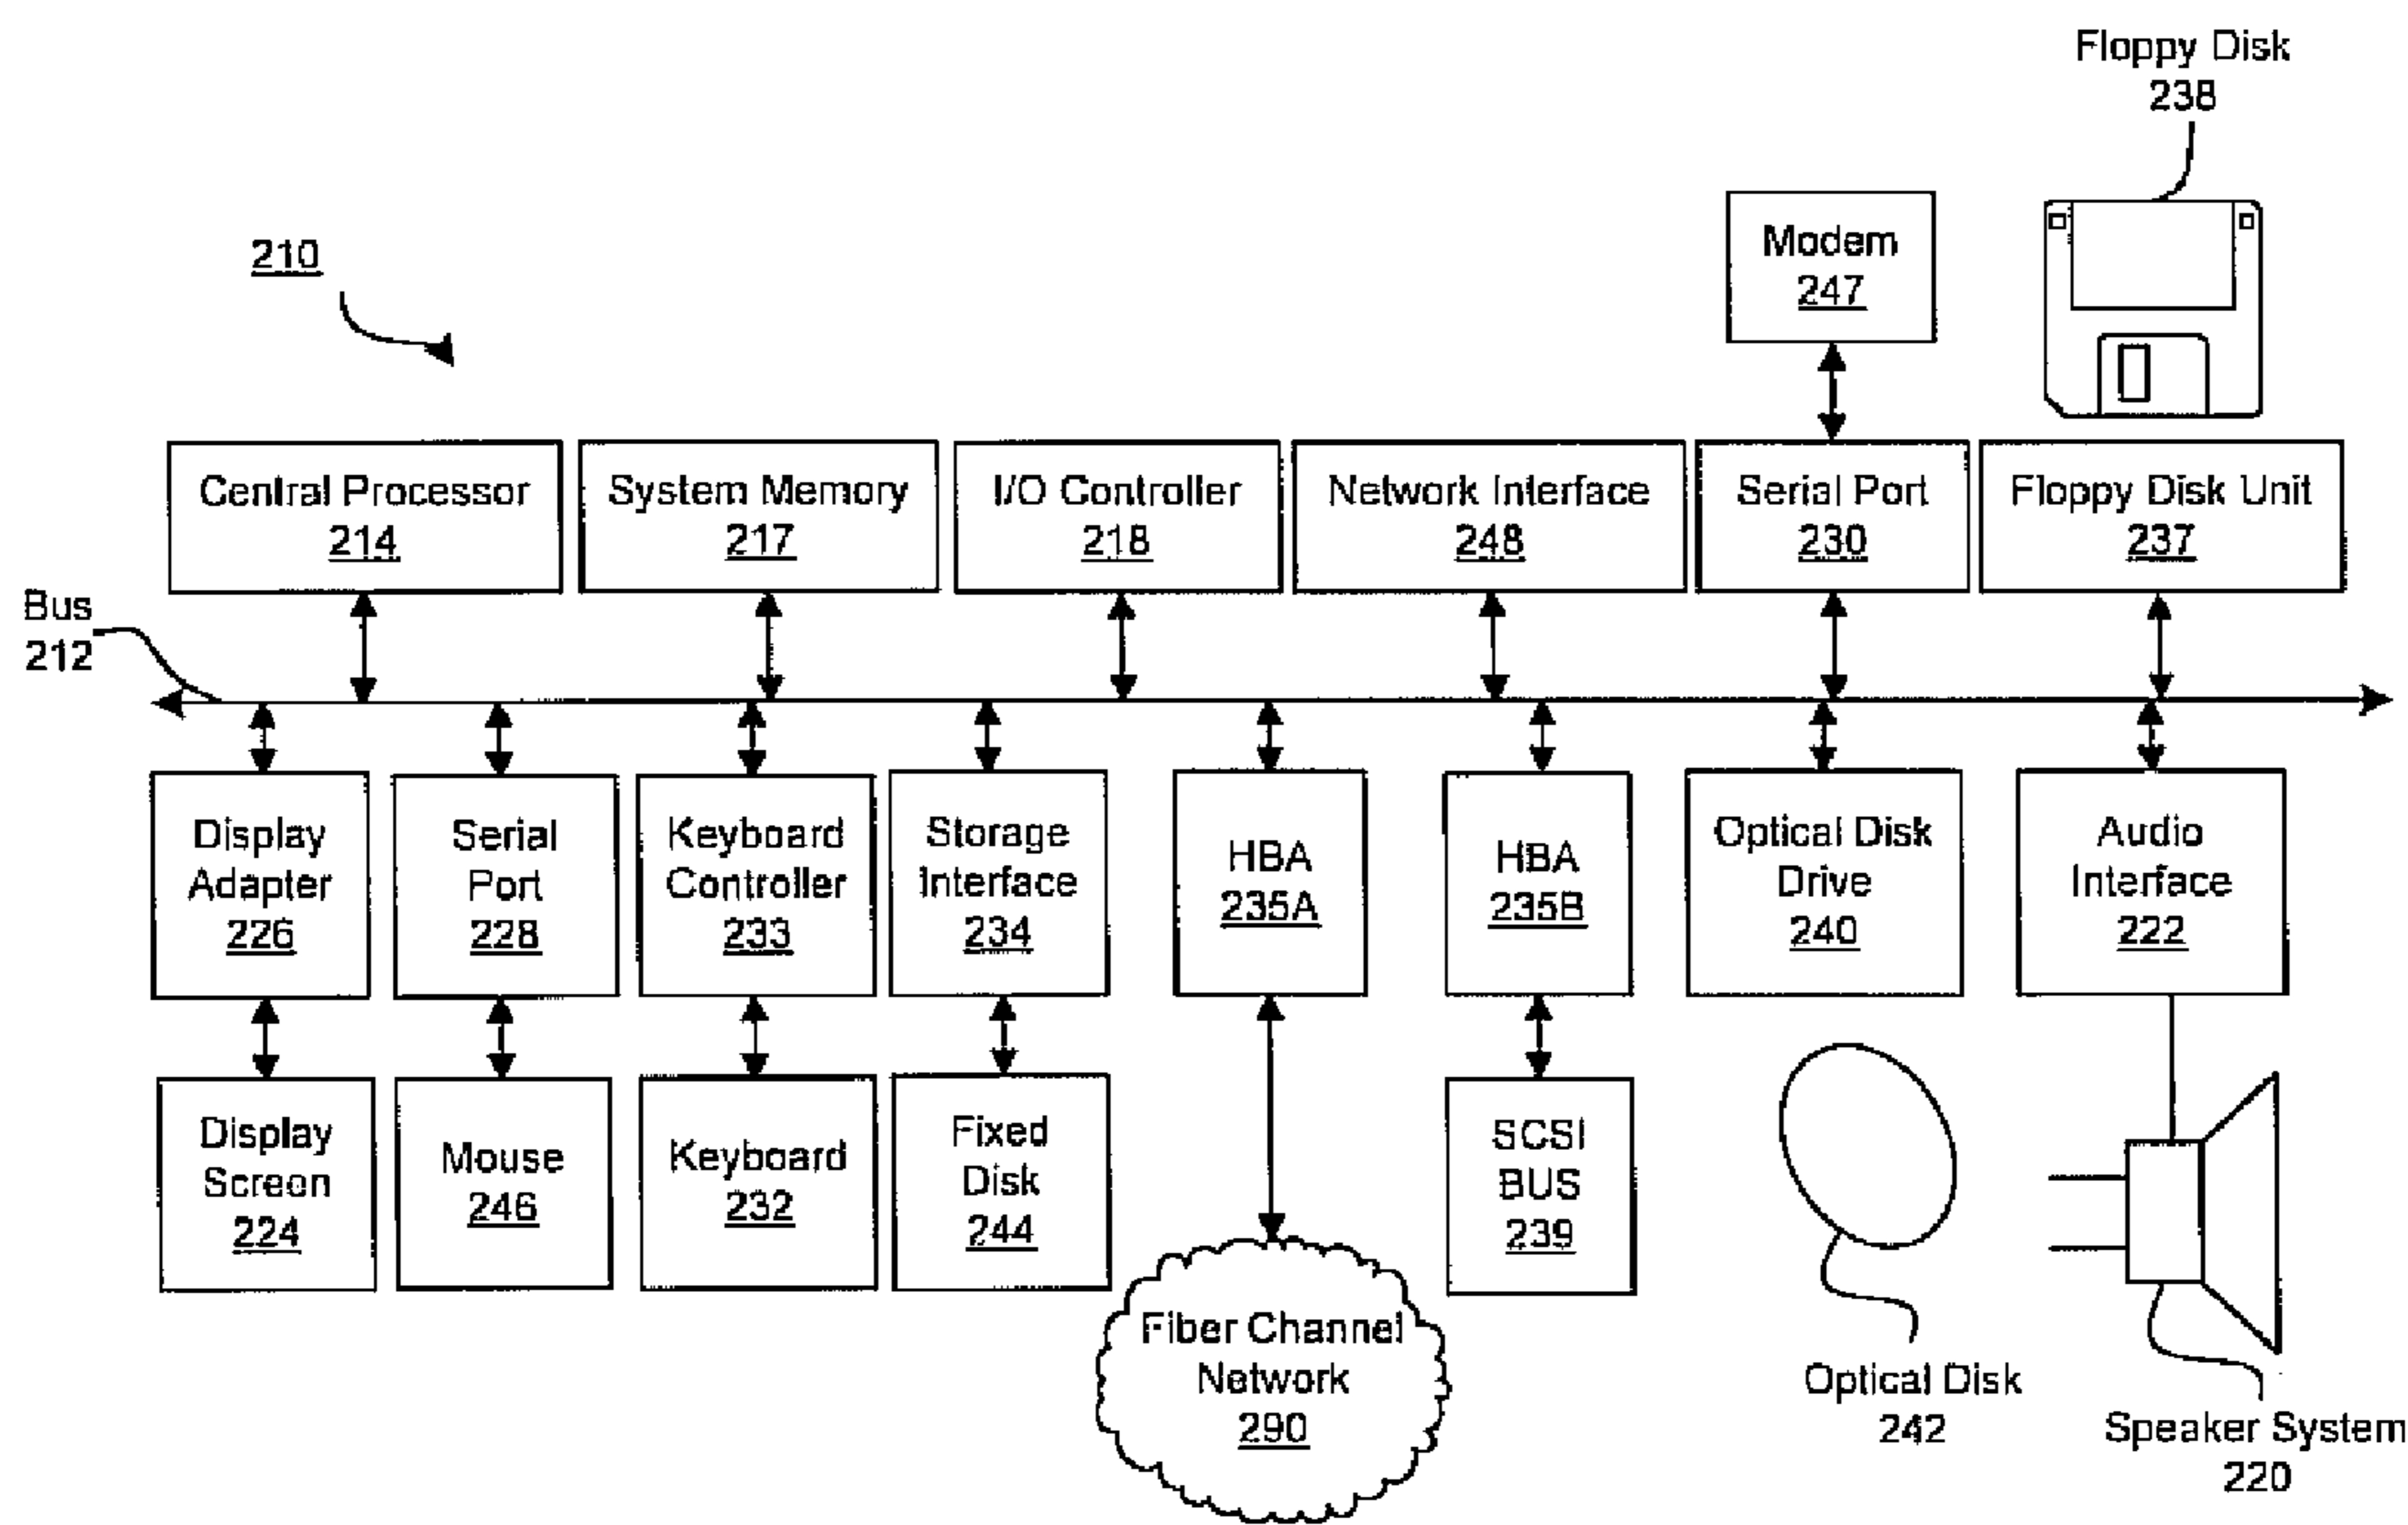 Floppy Disk
238
210
Modem
247
Central Processor
214
System Memory
217
I/O Controller
218
Network Interface
248
Serial Port
230
Floppy Disk Unit
237
Bus
212
Display
Adapter
226
Serial
Port
228
Keyboard
Controller
233
Storage
Interface
234
HBA
235A
HBA
235B
Optical Disk
Drive
240
Audio
Interface
222
Display
Screen
224
Mouse
246
Keyboard
232
Fixed
Disk
244
Fiber Channel
Network
290
SCSI
BUS
239
Optical Disk
242
Speaker System
220